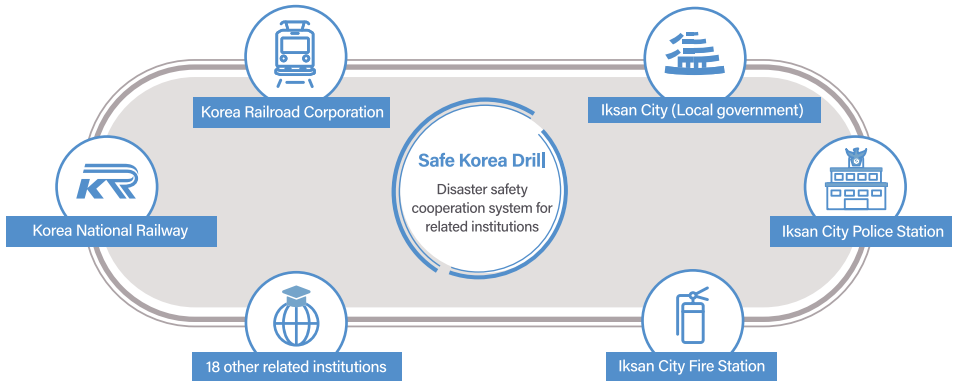 Korea Railroad Corporation
Iksan City (Local government)
Safe Korea Drill
Disaster safety
cooperation system for
related institutions
KR
Korea National Railway
Iksan City Police Station
18 other related institutions
Iksan City Fire Station